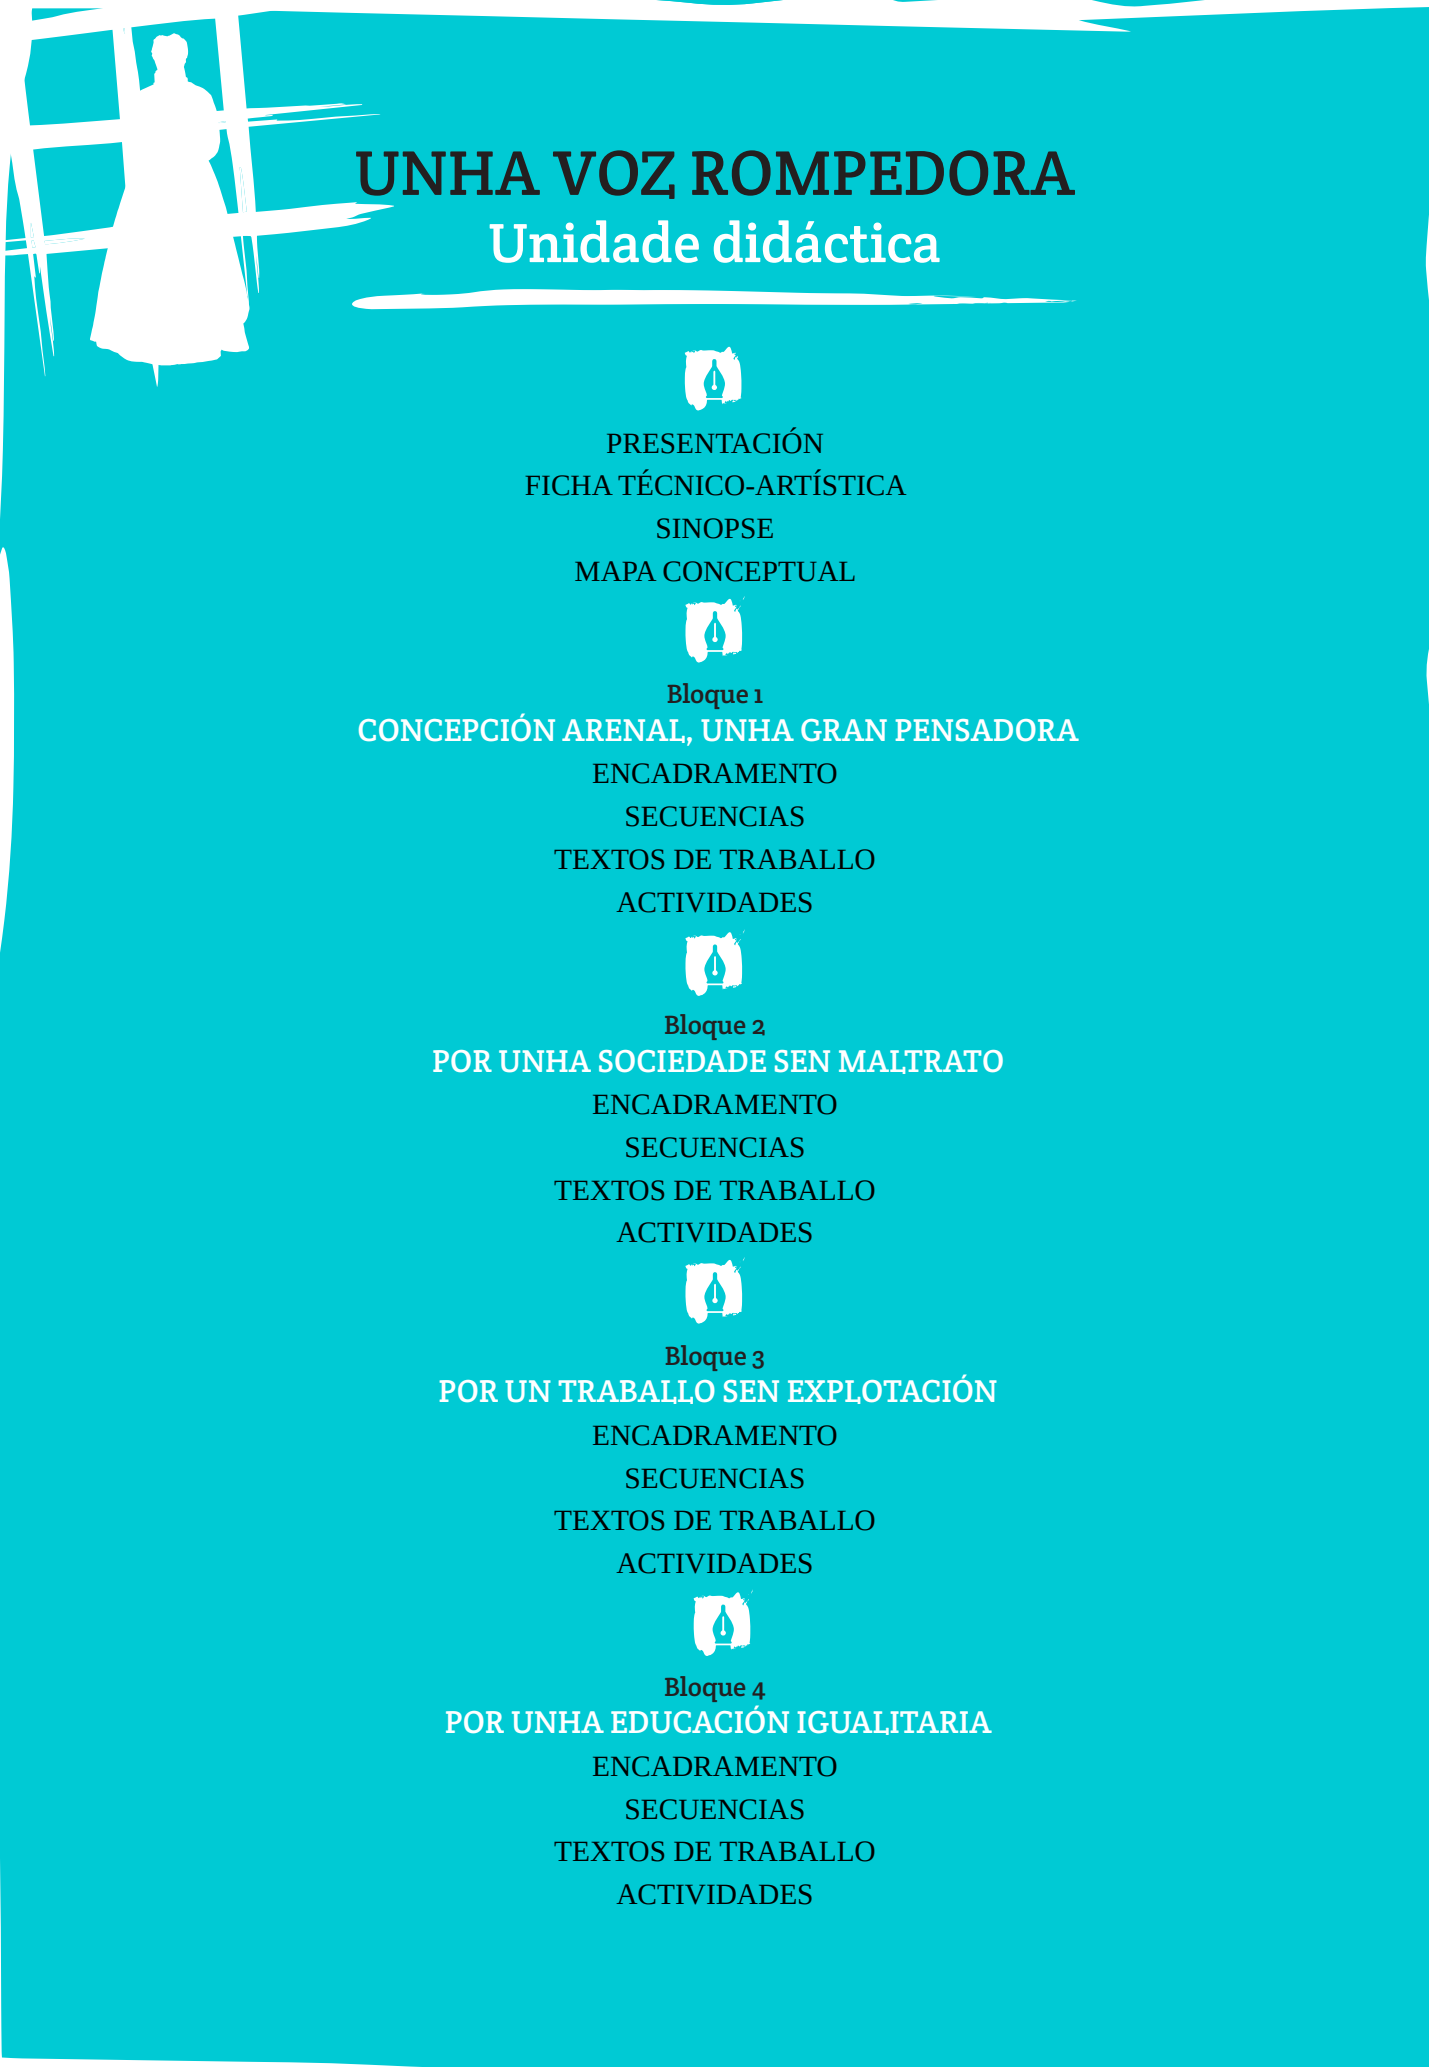 UNHA VOZ ROMPEDORA
Unidade didáctica
PRESENTACIÓN
FICHA TÉCNICO-ARTÍSTICA
SINOPSE
MAPA CONCEPTUAL
Bloque 1
CONCEPCIÓN ARENAL, UNHA GRAN PENSADORA
ENCADRAMENTO
SECUENCIAS
TEXTOS DE TRABALLO
ACTIVIDADES
Bloque 2
POR UNHA SOCIEDADE SEN MALTRATO
ENCADRAMENTO
SECUENCIAS
TEXTOS DE TRABALLO
ACTIVIDADES
Bloque 3
POR UN TRABALLO SEN EXPLOTACIÓN
ENCADRAMENTO
SECUENCIAS
TEXTOS DE TRABALLO
ACTIVIDADES
Bloque 4
POR UNHA EDUCACIÓN IGUALITARIA
ENCADRAMENTO
SECUENCIAS
TEXTOS DE TRABALLO
ACTIVIDADES